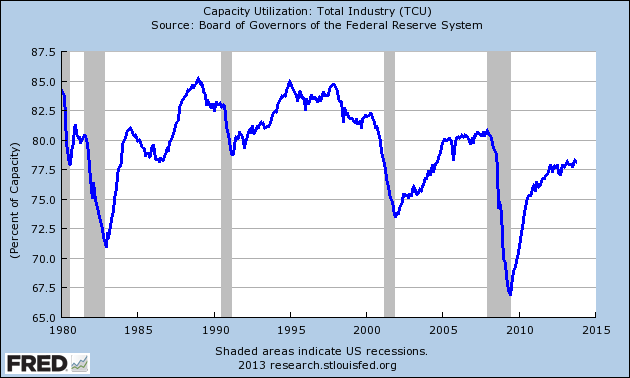 Capacity Utilization: Total Industry (TCU)
Source: Board of Governors of the Federal Reserve System
(Percent of Capacity)
87.5
85.0
82.5
80.0
77.5
75.0
72.5
70.0
67.5
65.0
1980 1985 1990 1995 2000 2005 2010 2015
Shaded areas indicate US recessions.
2013 research.stlouisfed.org
FRED